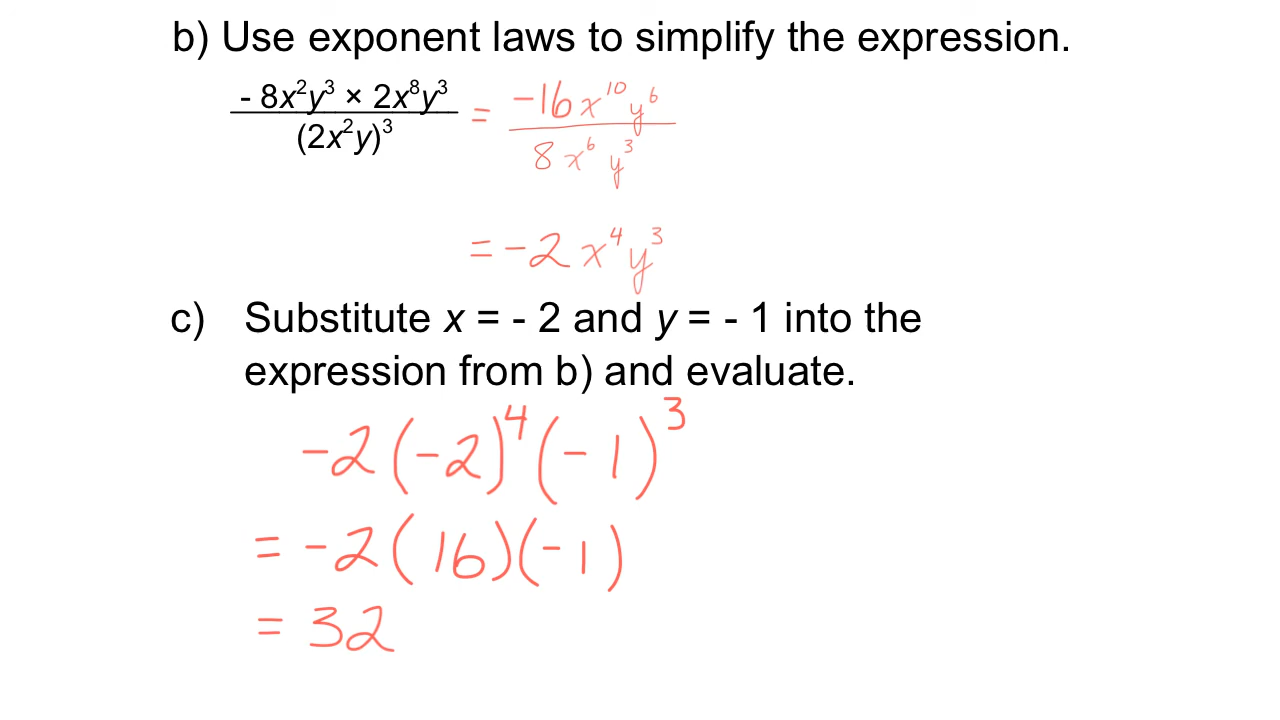 b) Use exponent laws to simplify the expression.
- 8x²y³ × 2x⁸y³ = -16x¹⁰y⁶
(2x²y)³ 8x⁶y³
= -2x⁴y³
c) Substitute x = - 2 and y = - 1 into the
expression from b) and evaluate.
-2(-2)⁴(-1)³
= -2(16)(-1)
= 32